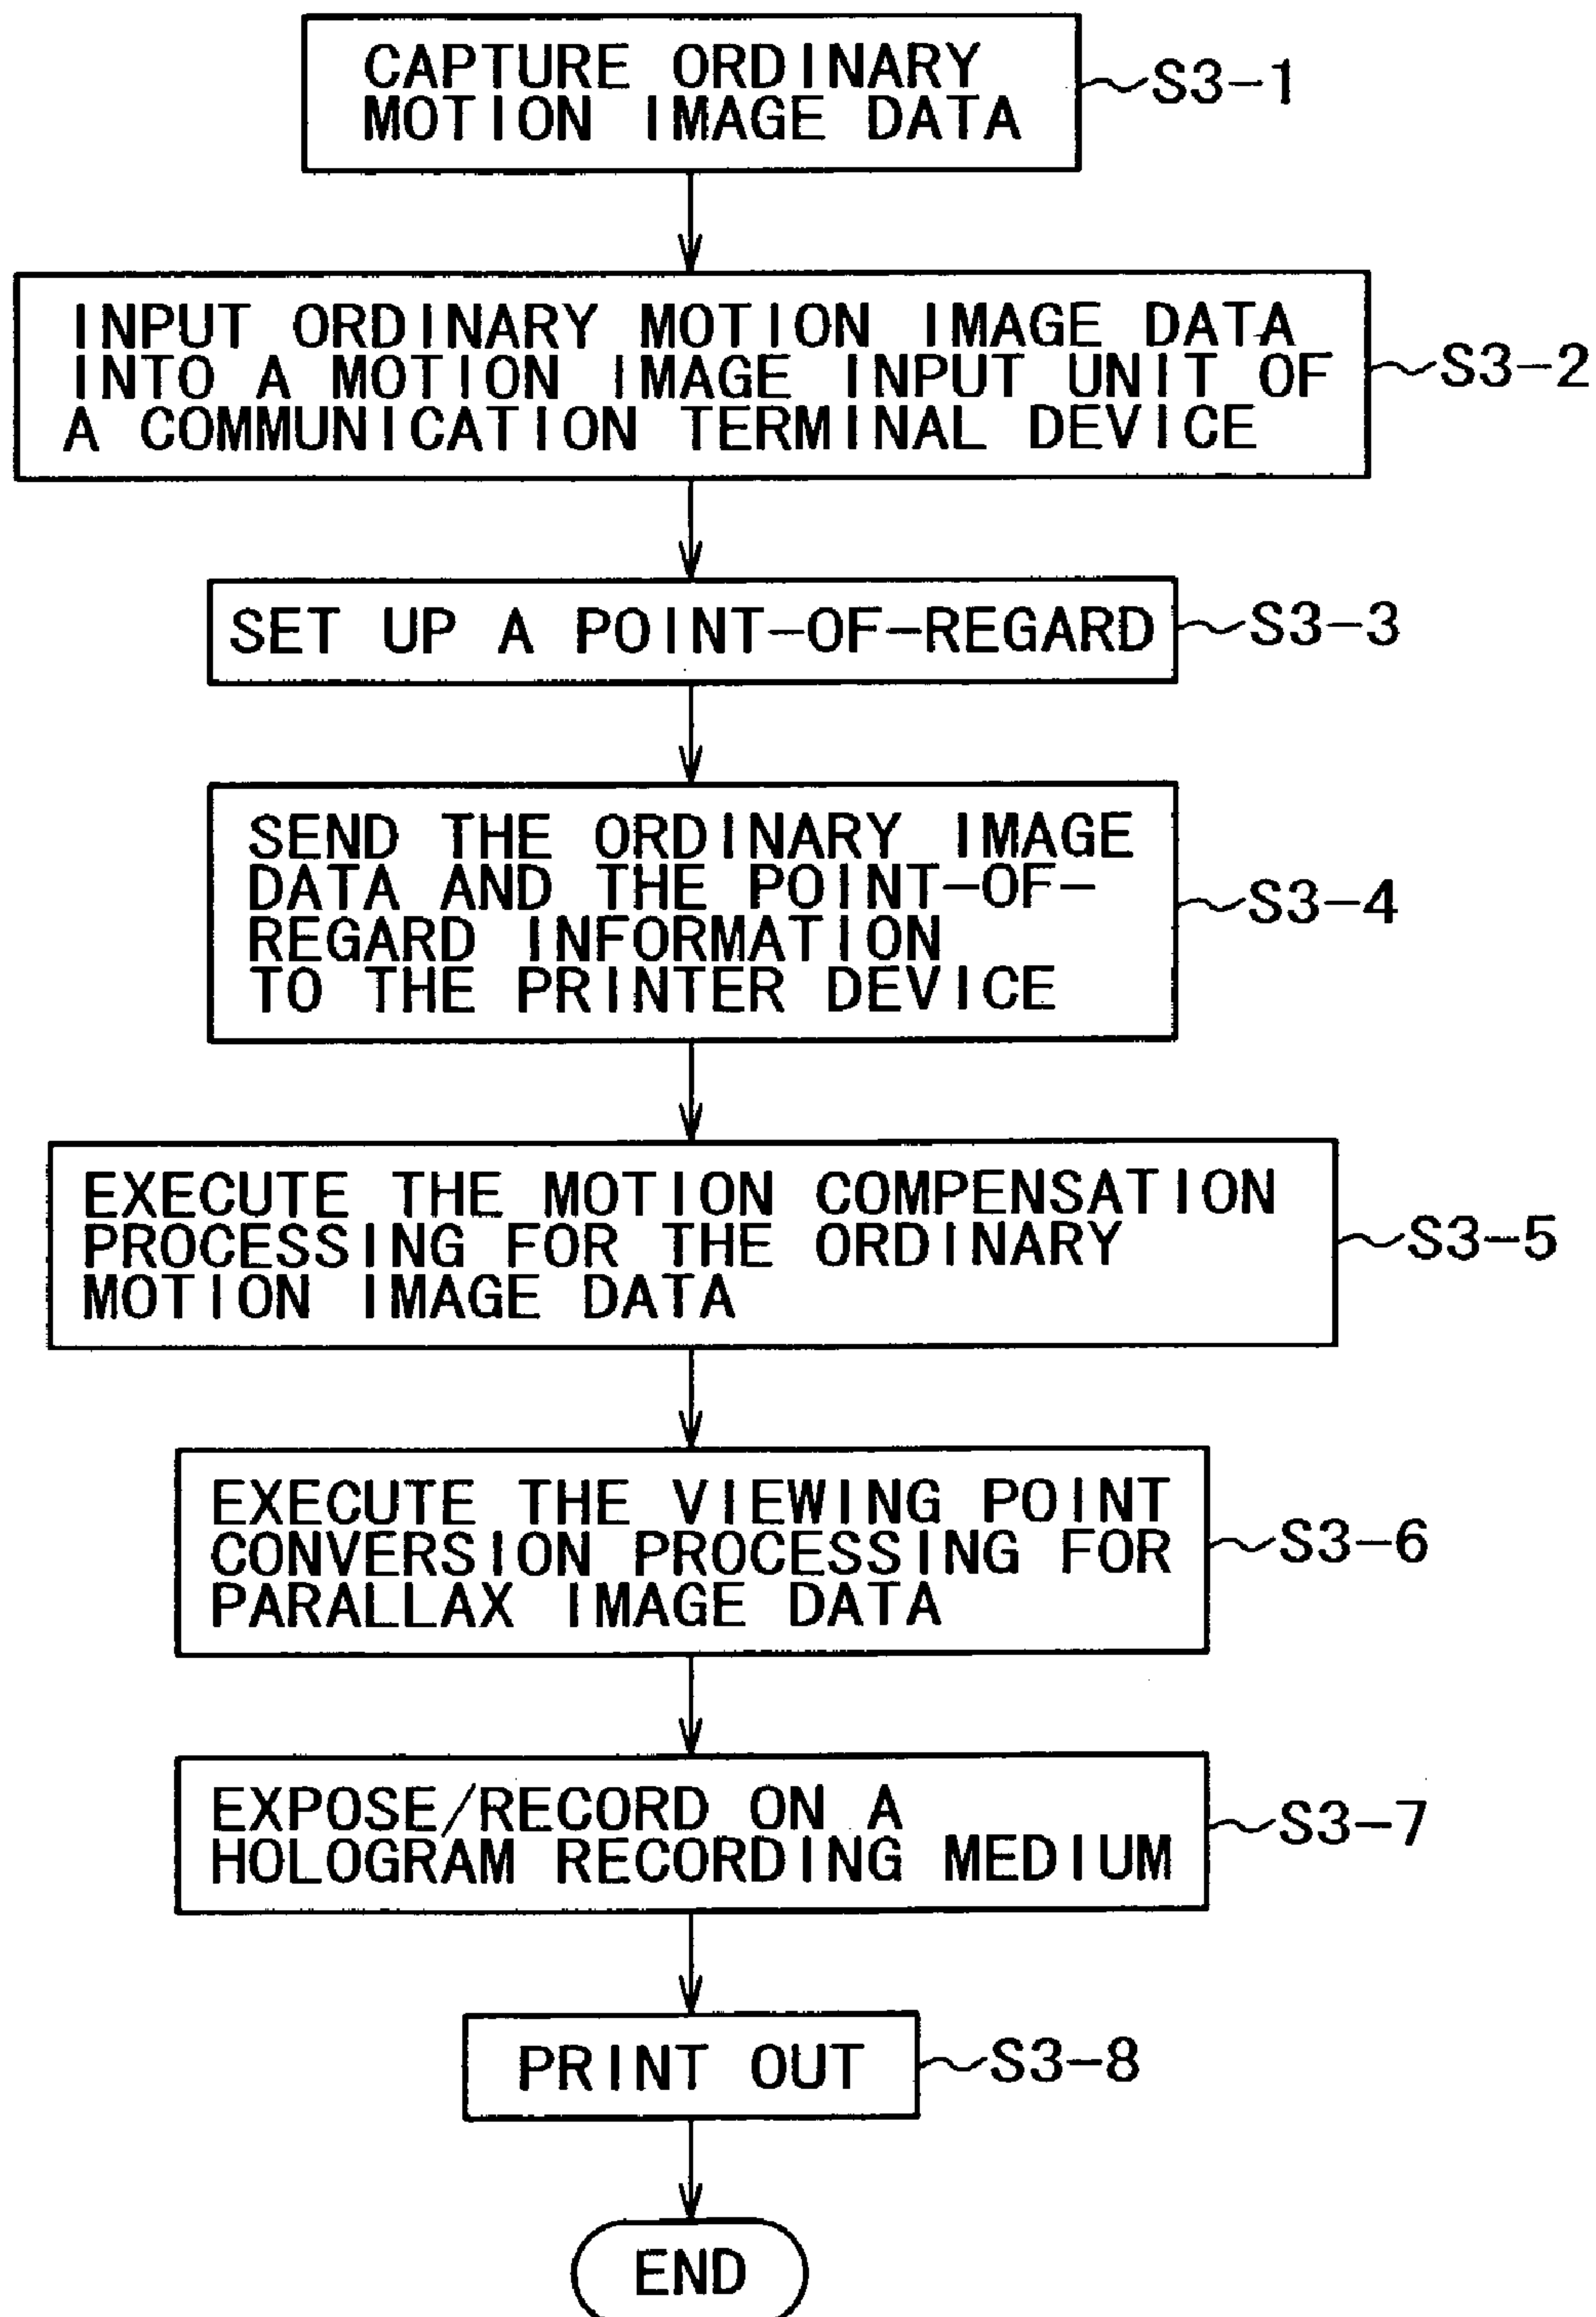 CAPTURE ORDINARY
MOTION IMAGE DATA
S3-1
INPUT ORDINARY MOTION IMAGE DATA
INTO A MOTION IMAGE INPUT UNIT OF
A COMMUNICATION TERMINAL DEVICE
S3-2
SET UP A POINT-OF-REGARD
S3-3
SEND THE ORDINARY IMAGE
DATA AND THE POINT-OF-
REGARD INFORMATION
TO THE PRINTER DEVICE
S3-4
EXECUTE THE MOTION COMPENSATION
PROCESSING FOR THE ORDINARY
MOTION IMAGE DATA
S3-5
EXECUTE THE VIEWING POINT
CONVERSION PROCESSING FOR
PARALLAX IMAGE DATA
S3-6
EXPOSE/RECORD ON A
HOLOGRAM RECORDING MEDIUM
S3-7
PRINT OUT
S3-8
END